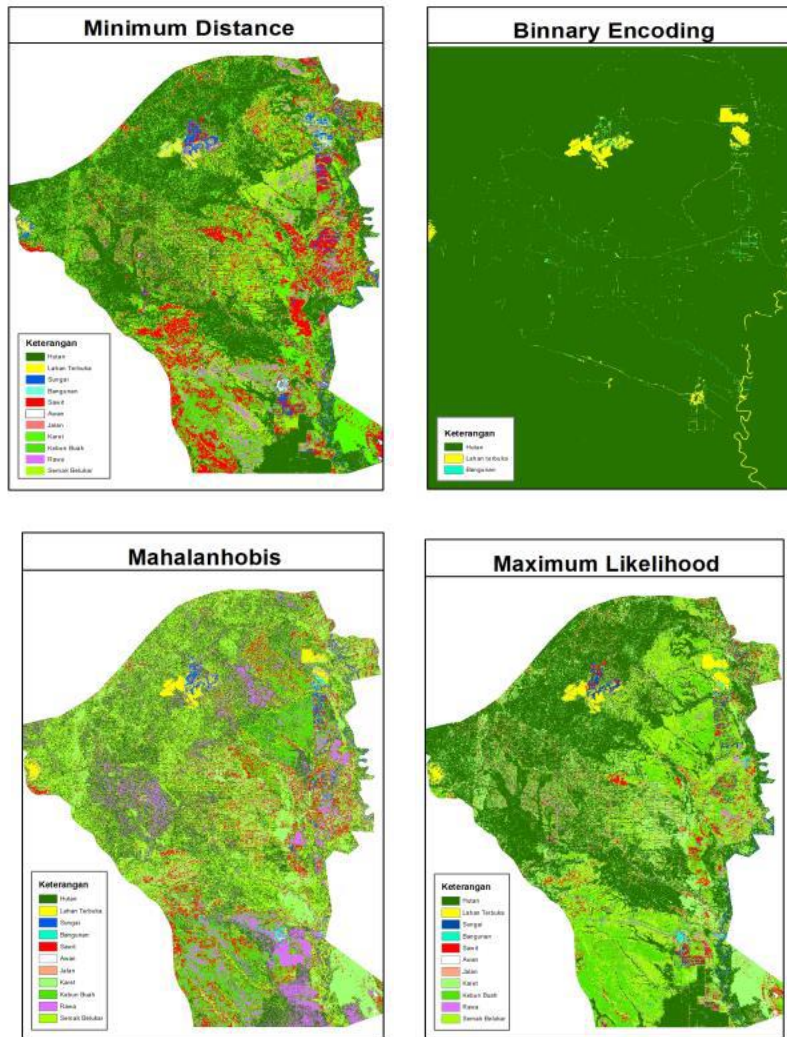 Minimum Distance
Keterangan
Hutan
Lahan Terbuka
Sungai
Bangunan
Sawit
Awan
Jalan
Karet
Kebun Buah
Rawa
Semak Belukar
Binnary Encoding
Keterangan
Hutan
Lahan terbuka
Bangunan
Mahalanhobis
Keterangan
Hutan
Lahan Terbuka
Sungai
Bangunan
Sawit
Awan
Jalan
Karet
Kebun Buah
Rawa
Semak Belukar
Maximum Likelihood
Keterangan
Hutan
Lahan Terbuka
Sungai
Bangunan
Sawit
Awan
Jalan
Karet
Kebun Buah
Rawa
Semak Belukar